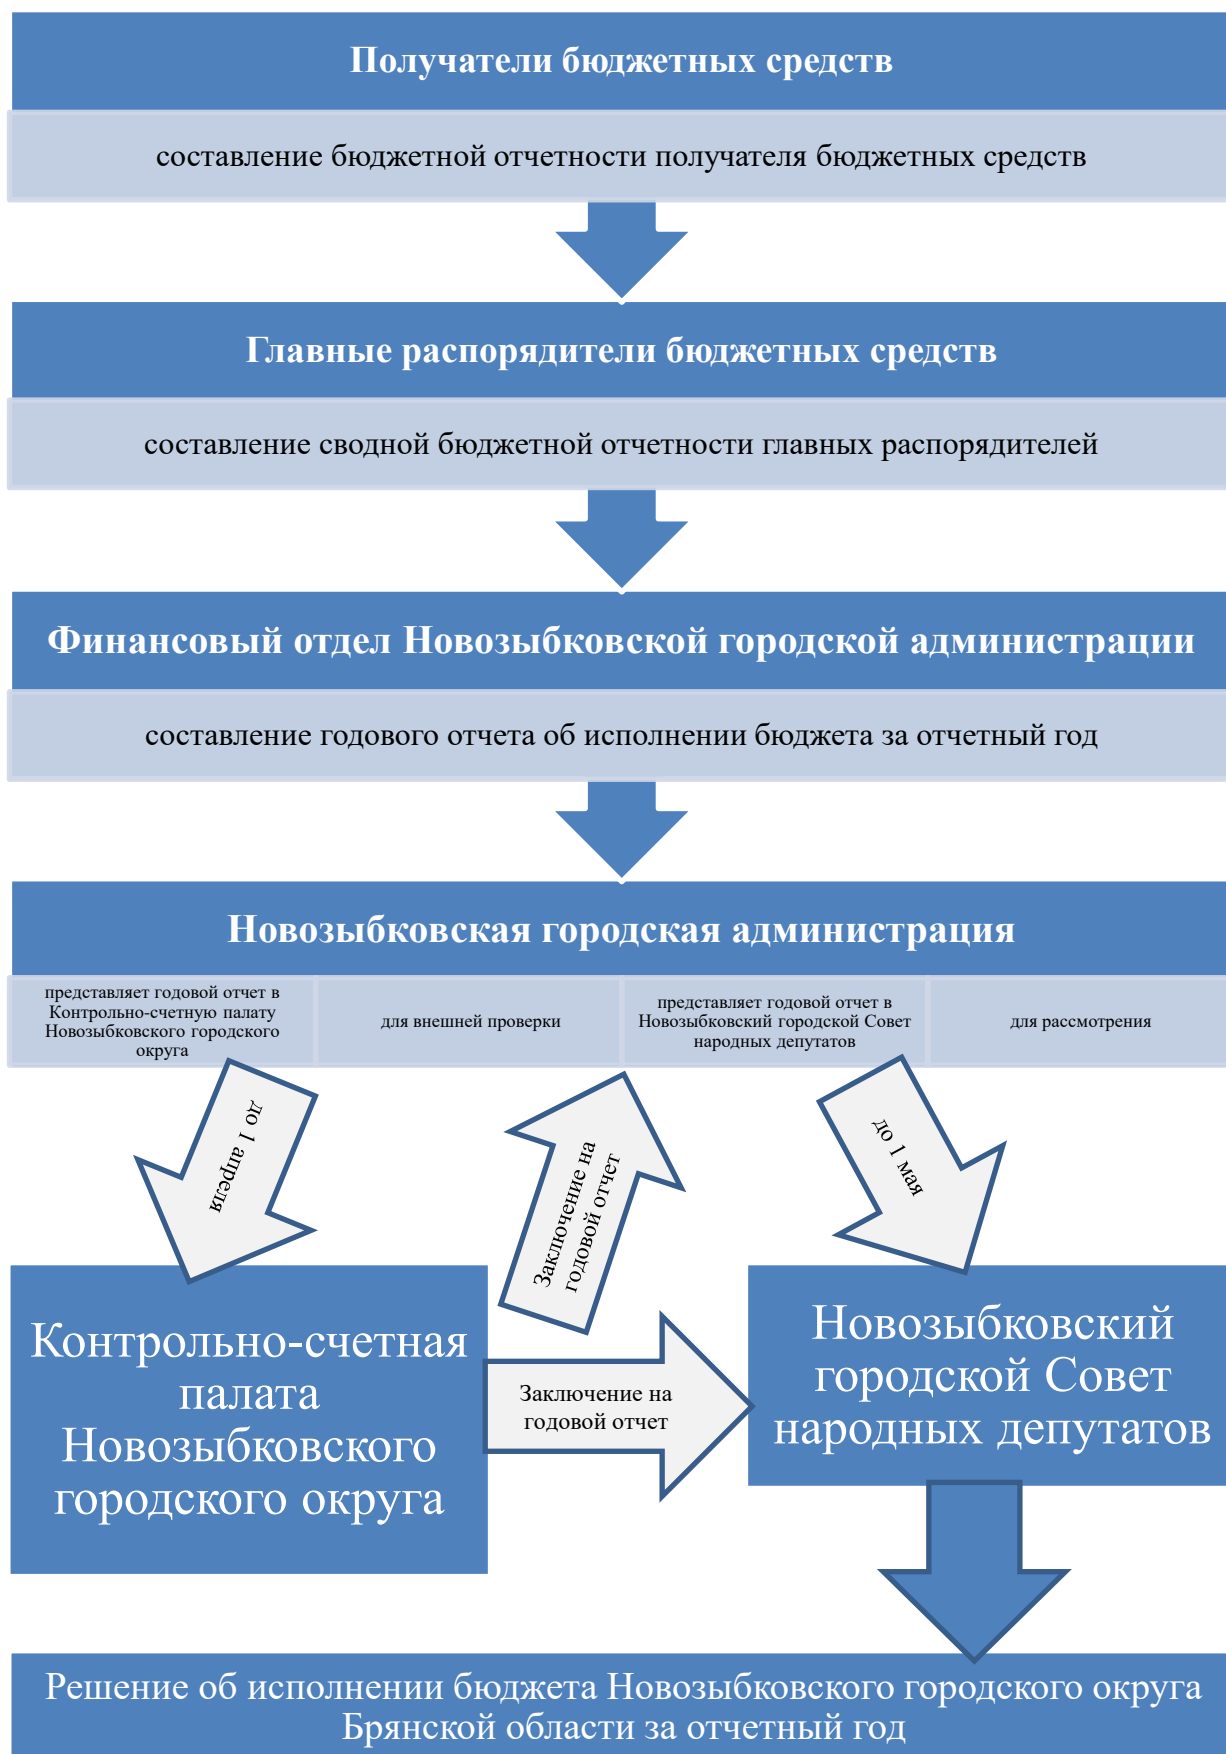 Получатели бюджетных средств
составление бюджетной отчетности получателя бюджетных средств
Главные распорядители бюджетных средств
составление сводной бюджетной отчетности главных распорядителей
Финансовый отдел Новозыбковской городской администрации
составление годового отчета об исполнении бюджета за отчетный год
Новозыбковская городская администрация
представляет годовой отчет в
Контрольно-счетную палату
Новозыбковского городского
округа
для внешней проверки
представляет годовой отчет в
Новозыбковский городской Совет
народных депутатов
для рассмотрения
до 1 апреля
Заключение на
годовой отчет
до 1 мая
Контрольно-счетная
палата
Новозыбковского
городского округа
Заключение на
годовой отчет
Новозыбковский
городской Совет
народных депутатов
Решение об исполнении бюджета Новозыбковского городского округа
Брянской области за отчетный год